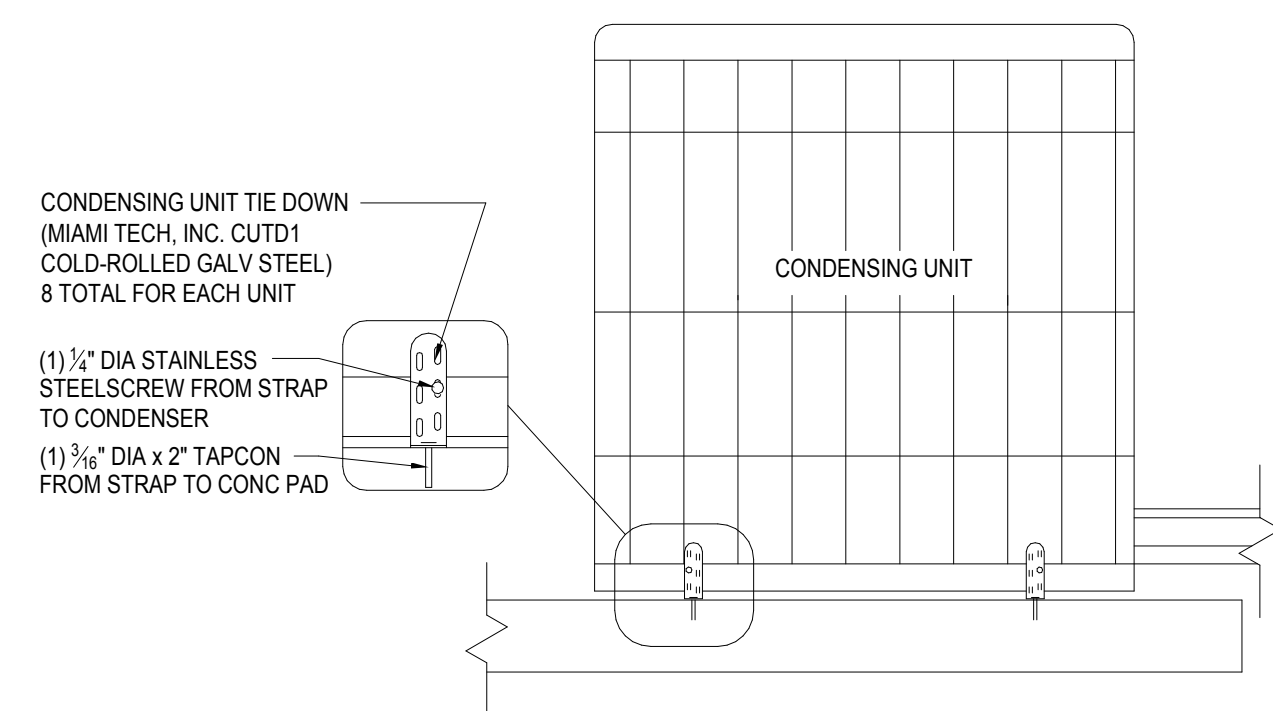 CONDENSING UNIT TIE DOWN
(MIAMI TECH, INC. CUTD1
COLD-ROLLED GALV STEEL)
8 TOTAL FOR EACH UNIT
(1) 1/4" DIA STAINLESS
STEELSCREW FROM STRAP
TO CONDENSER
(1) 3/16" DIA x 2" TAPCON
FROM STRAP TO CONC PAD
CONDENSING UNIT